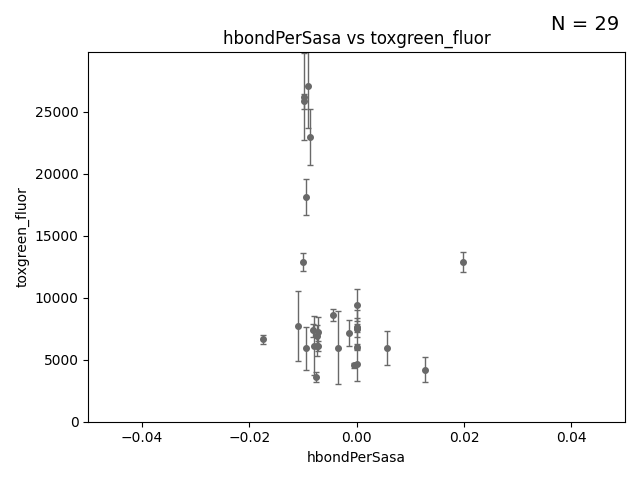 N = 29
hbondPerSasa vs toxgreen_fluor
toxgreen_fluor
25000
20000
15000
10000
5000
0
−0.04 −0.02 0.00 0.02 0.04
hbondPerSasa